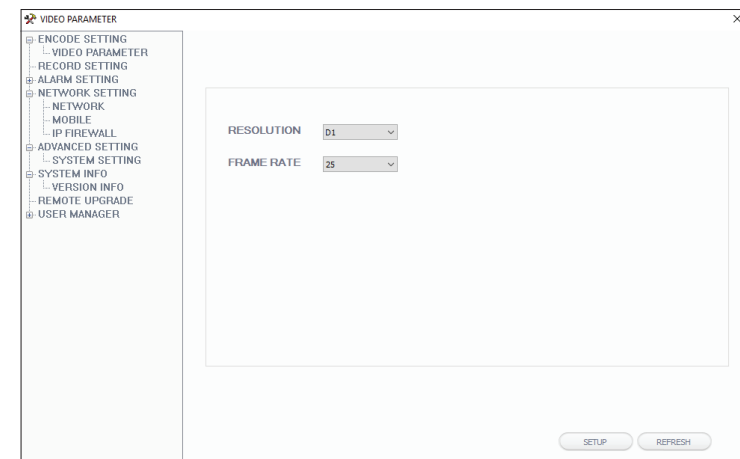 VIDEO PARAMETER
ENCODE SETTING
VIDEO PARAMETER
RECORD SETTING
ALARM SETTING
NETWORK SETTING
NETWORK
MOBILE
IP FIREWALL
ADVANCED SETTING
SYSTEM SETTING
SYSTEM INFO
VERSION INFO
REMOTE UPGRADE
USER MANAGER
RESOLUTION D1
FRAME RATE 25
SETUP REFRESH